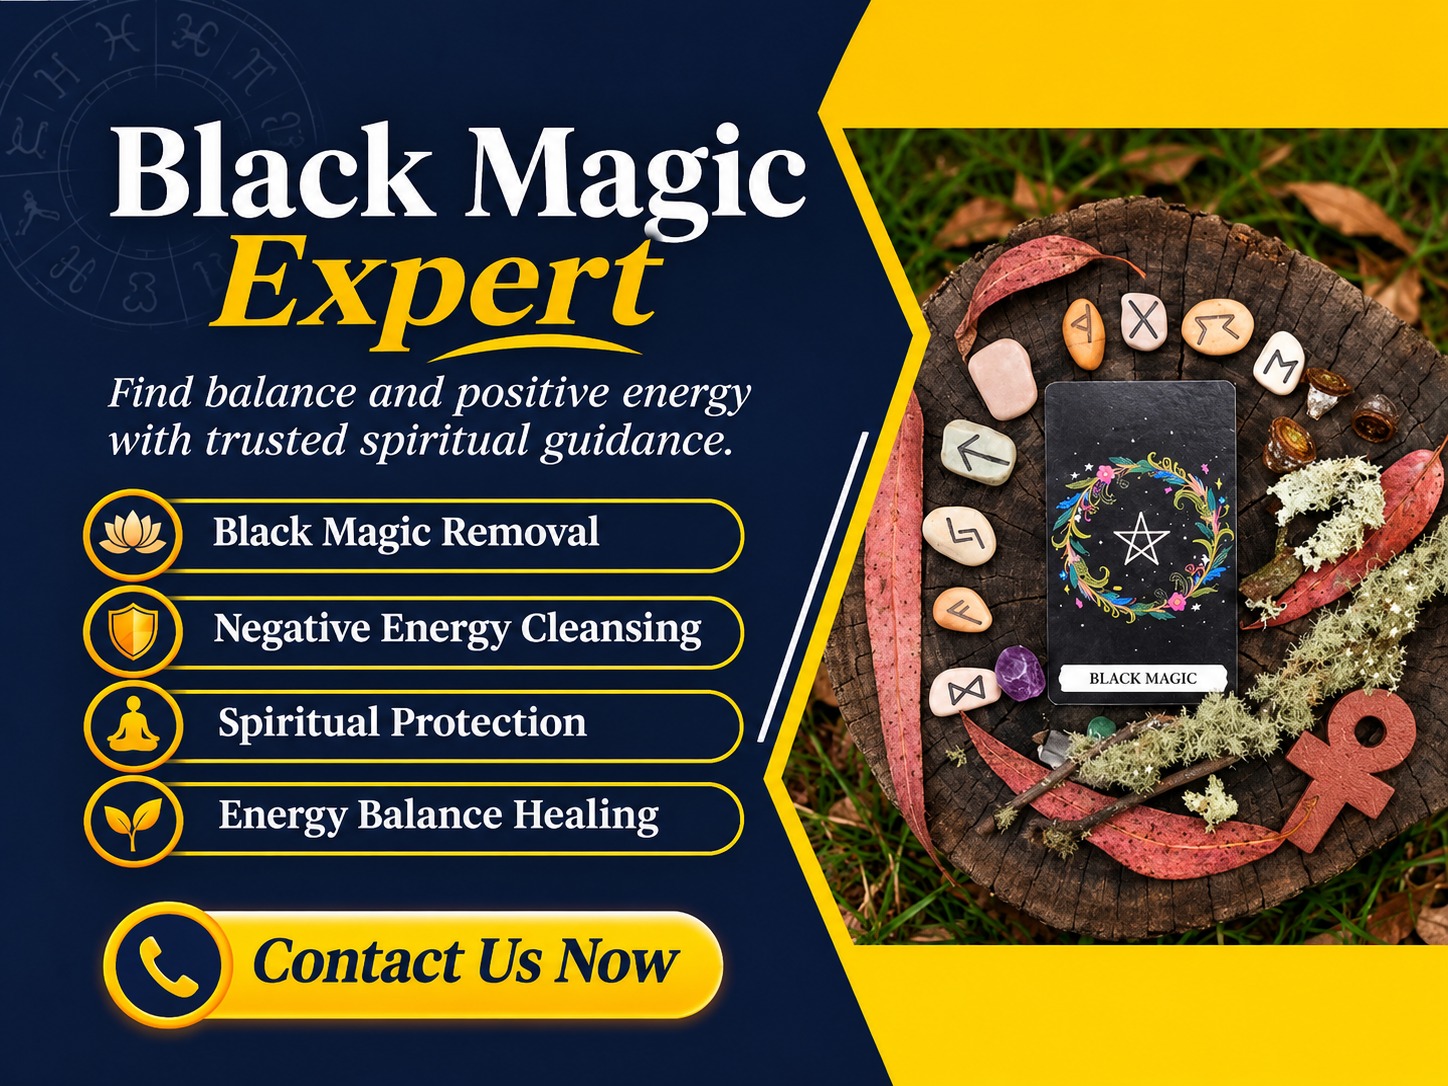 Black Magic
Expert
Find balance and positive energy
with trusted spiritual guidance.
Black Magic Removal
Negative Energy Cleansing
Spiritual Protection
Energy Balance Healing
Contact Us Now
BLACK MAGIC